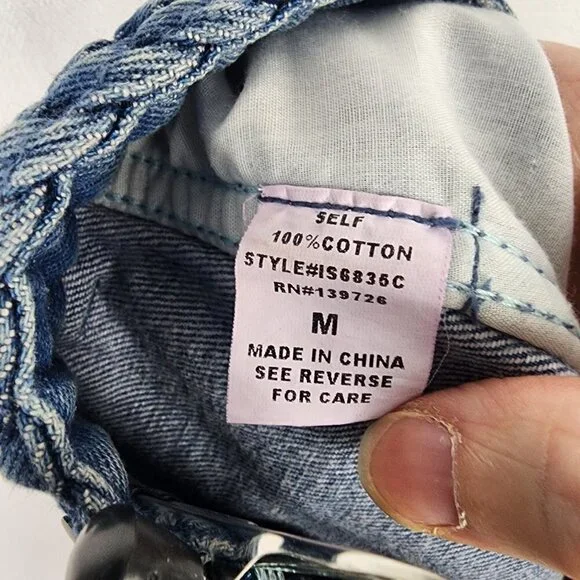 SELF
100%COTTON
STYLE#IS6835C
RN#139726
M
MADE IN CHINA
SEE REVERSE
FOR CARE